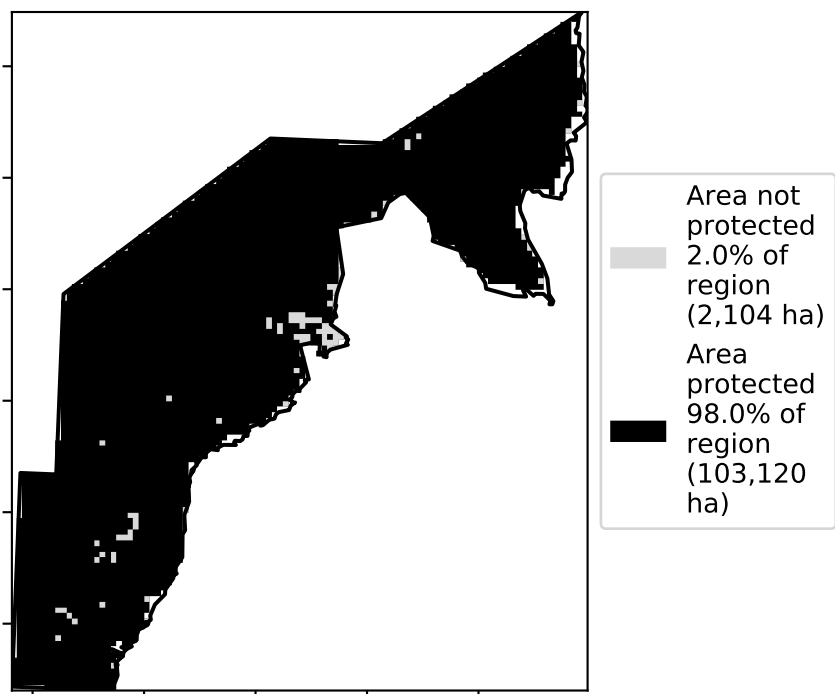 Area not
protected
2.0% of
region
(2,104 ha)
Area
protected
98.0% of
region
(103,120
ha)